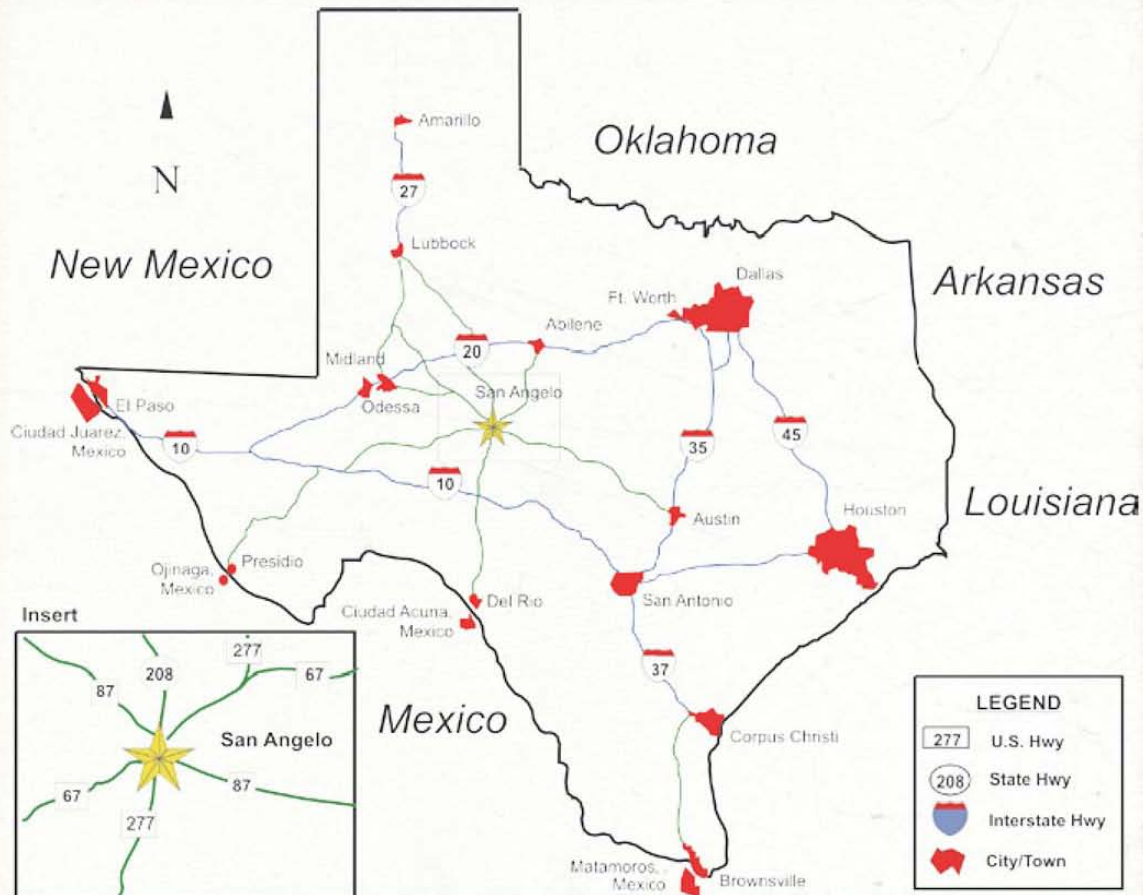 Amarillo
Oklahoma
N
27
New Mexico
Lubbock
Dallas
Arkansas
Ft. Worth
Abilene
20
Midland
San Angelo
El Paso
Odessa
Ciudad Juarez,
Mexico
10
35
45
10
Louisiana
Houston
Austin
Presidio
Ojinaga,
Mexico
Del Rio
San Antonio
Ciudad Acuna,
Mexico
37
Mexico
Corpus Christi
Matamoros,
Mexico
Brownsville
Insert
277
208
67
87
San Angelo
67
87
277
LEGEND
277 U.S. Hwy
208 State Hwy
Interstate Hwy
City/Town